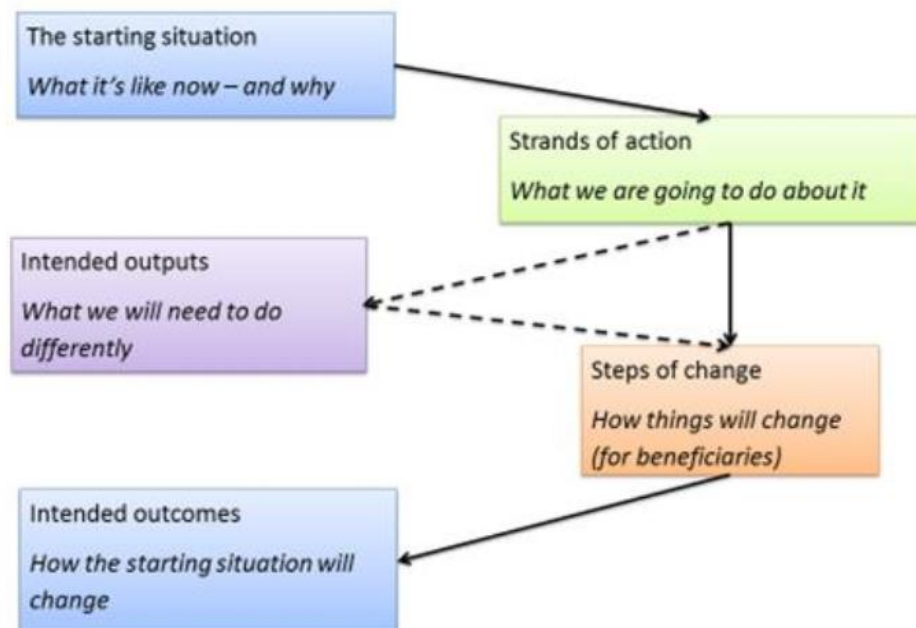 The starting situation
What it's like now – and why
Strands of action
What we are going to do about it
Intended outputs
What we will need to do
differently
Steps of change
How things will change
(for beneficiaries)
Intended outcomes
How the starting situation will
change